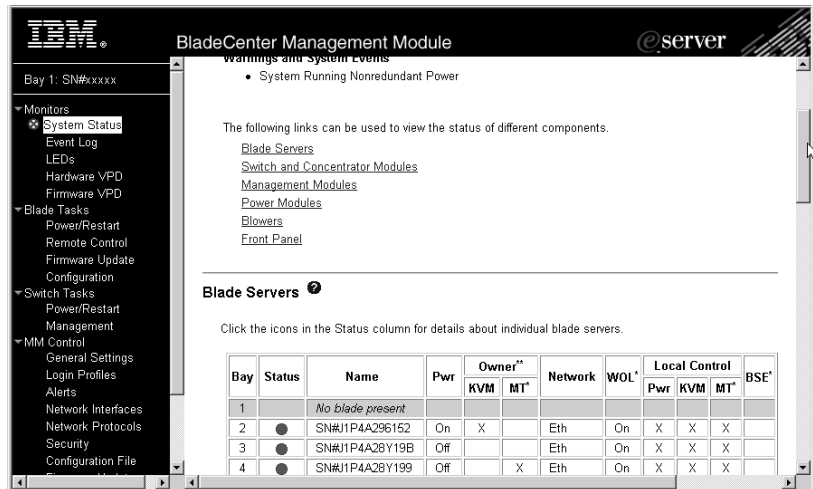 IBM®
BladeCenter Management Module
@server
Bay 1: SN#xxxxx
Monitors
System Status
Event Log
LEDs
Hardware VPD
Firmware VPD
Blade Tasks
Power/Restart
Remote Control
Firmware Update
Configuration
Switch Tasks
Power/Restart
Management
MM Control
General Settings
Login Profiles
Alerts
Network Interfaces
Network Protocols
Security
Configuration File
Warnings and System Events
• System Running Nonredundant Power
The following links can be used to view the status of different components.
Blade Servers
Switch and Concentrator Modules
Management Modules
Power Modules
Blowers
Front Panel
Blade Servers ?
Click the icons in the Status column for details about individual blade servers.
Bay Status Name Pwr Owner** Network WOL* Local Control BSE*
KVM MT* Pwr KVM MT*
1 No blade present
2 SN#J1P4A296152 On X Eth On X X X
3 SN#J1P4A28Y19B Off Eth On X X X
4 SN#J1P4A28Y199 Off X Eth On X X X